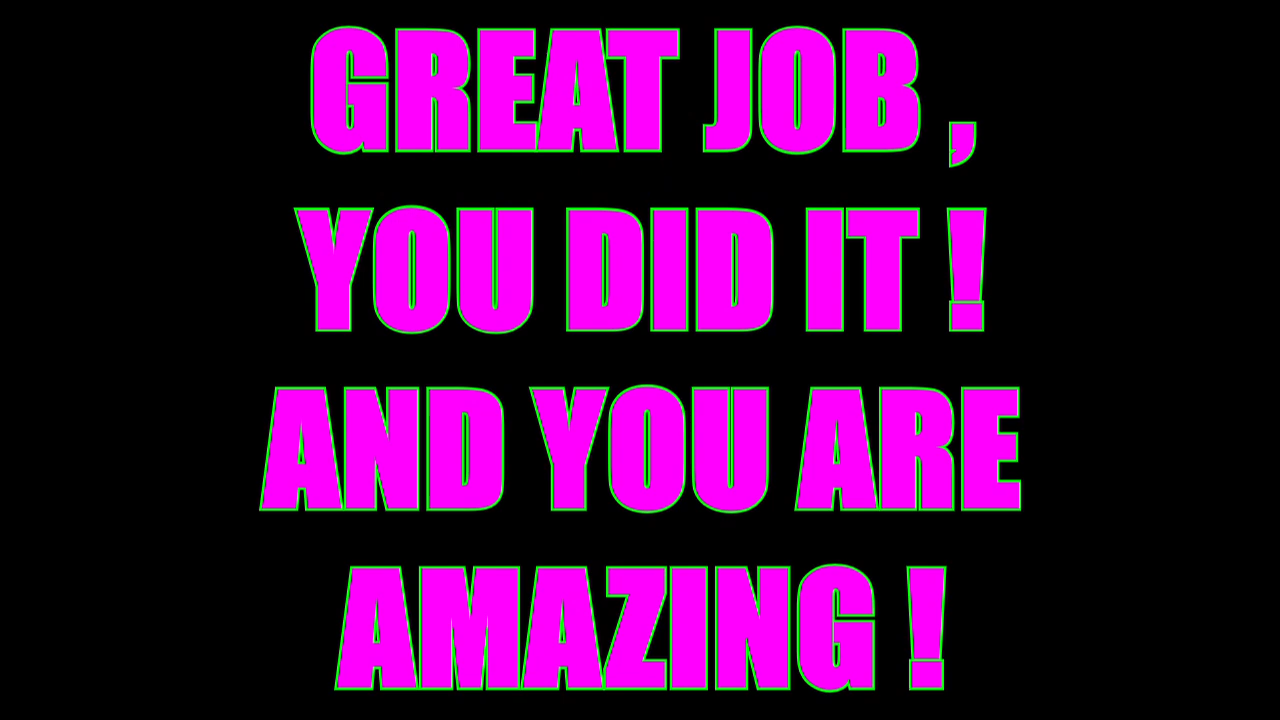 GREAT JOB ,
YOU DID IT !
AND YOU ARE
AMAZING !